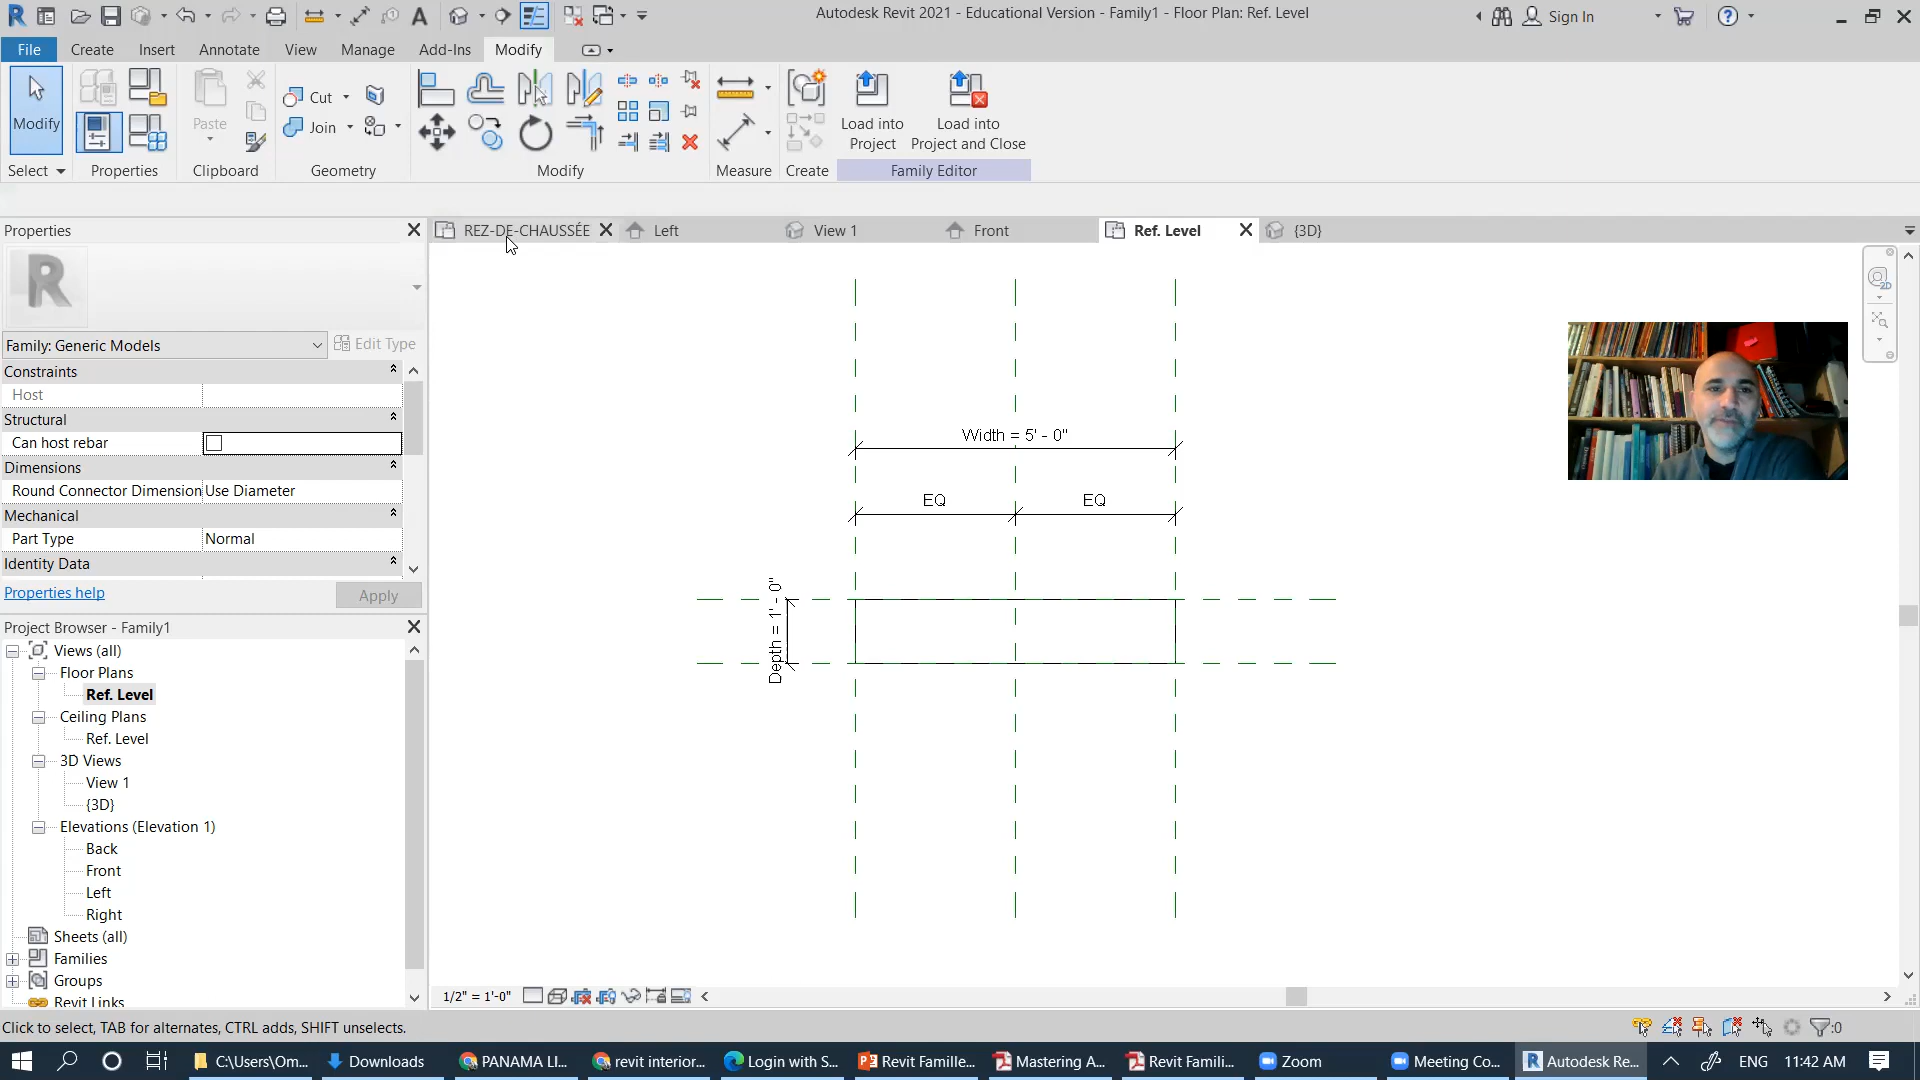 Autodesk Revit 2021 - Educational Version - Family1 - Floor Plan: Ref. Level
Sign In
File Create Insert Annotate View Manage Add-Ins Modify
Modify
Paste
Cut
Join
Load into Project
Load into Project and Close
Select Properties Clipboard Geometry Modify Measure Create Family Editor
Properties
REZ-DE-CHAUSSÉE Left View 1 Front Ref. Level {3D}
R
Family: Generic Models
Edit Type
Constraints
Host
Structural
Can host rebar
Dimensions
Round Connector Dimension Use Diameter
Mechanical
Part Type Normal
Identity Data
Properties help
Apply
Width = 5' - 0"
EQ EQ
Depth = 1' - 0"
2D
Project Browser - Family1
Views (all)
Floor Plans
Ref. Level
Ceiling Plans
Ref. Level
3D Views
View 1
{3D}
Elevations (Elevation 1)
Back
Front
Left
Right
Sheets (all)
Families
Groups
Revit Links
1/2" = 1'-0"
Click to select, TAB for alternates, CTRL adds, SHIFT unselects.
:0
C:\Users\Om... Downloads PANAMA LI... revit interior... Login with S... Revit Famille... Mastering A... Revit Famili... Zoom Meeting Co... Autodesk Re... ENG 11:42 AM